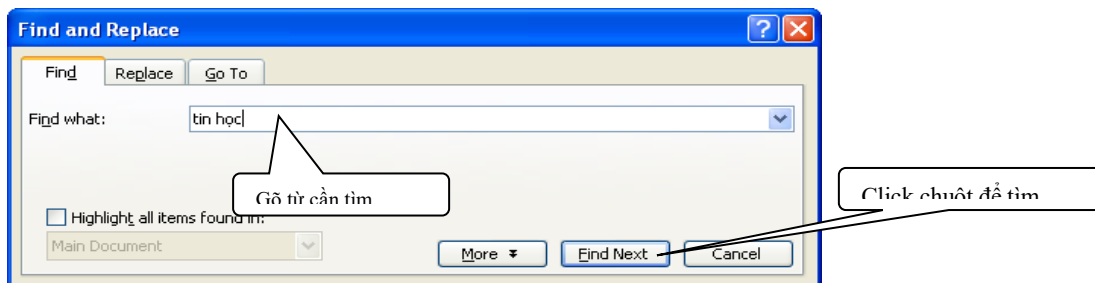 Find and Replace
Find Replace Go To
Find what: tin học
Gõ từ cần tìm
Click chuột để tìm
Highlight all items found in:
Main Document
More Find Next Cancel